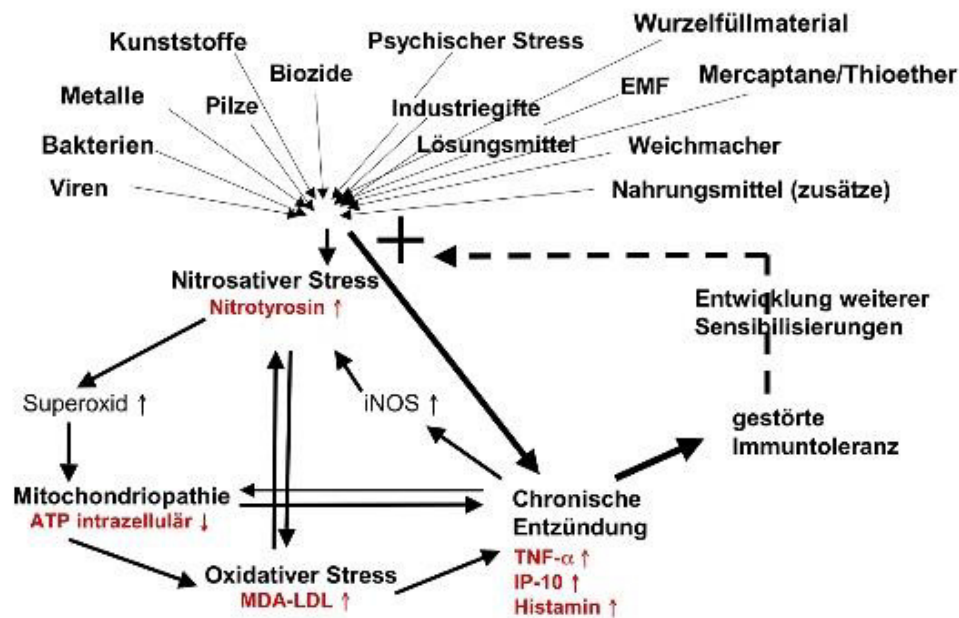 Kunststoffe
Psychischer Stress
Wurzelfüllmaterial
Biozide
Mercaptane/Thioether
Metalle
Pilze
Industriegifte
EMF
Bakterien
Lösungsmittel
Weichmacher
Viren
Nahrungsmittel (zusätze)
+
Nitrosativer Stress
Nitrotyrosin ↑
Entwicklung weiterer
Sensibilisierungen
Superoxid ↑
iNOS ↑
gestörte
Immuntoleranz
Mitochondriopathie
ATP intrazellulär ↓
Chronische
Entzündung
TNF-α ↑
IP-10 ↑
Histamin ↑
Oxidativer Stress
MDA-LDL ↑